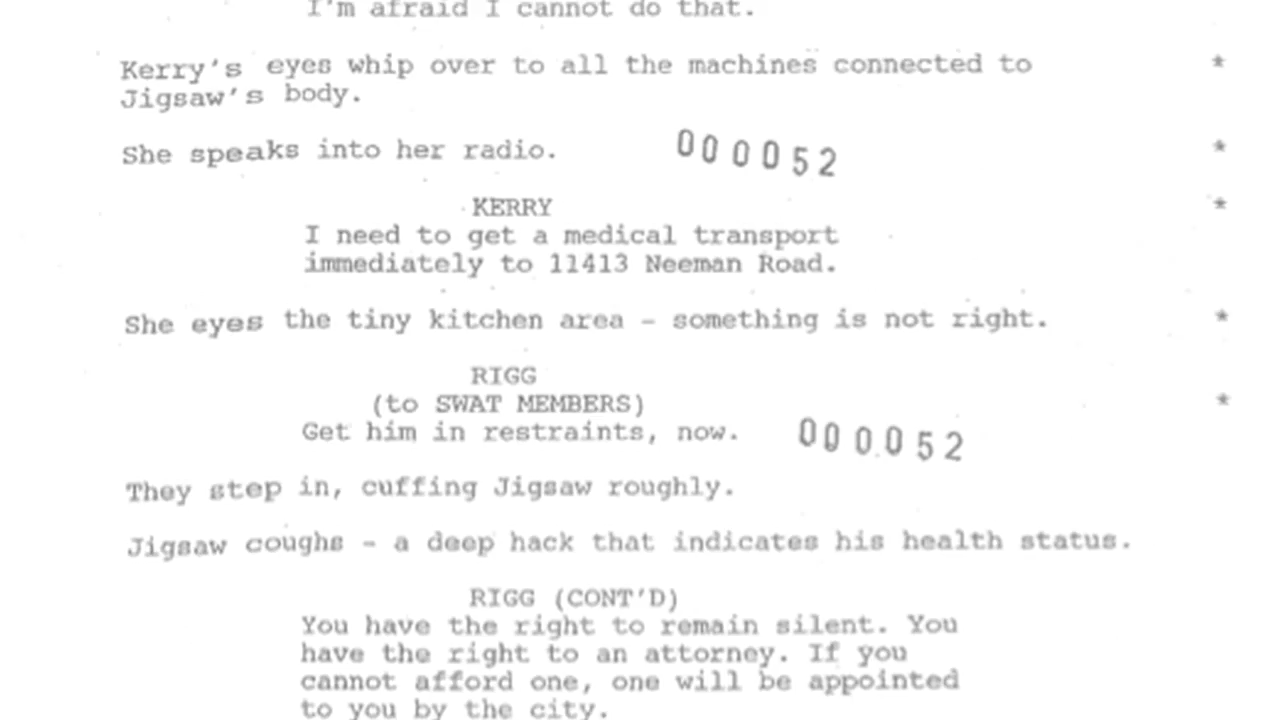 I'm afraid I cannot do that.
Kerry's eyes whip over to all the machines connected to *
Jigsaw's body.
She speaks into her radio. 000052 *
KERRY *
I need to get a medical transport
immediately to 11413 Neeman Road.
She eyes the tiny kitchen area - something is not right. *
RIGG
(to SWAT MEMBERS) *
Get him in restraints, now. 000052
They step in, cuffing Jigsaw roughly.
Jigsaw coughs - a deep hack that indicates his health status.
RIGG (CONT'D)
You have the right to remain silent. You
have the right to an attorney. If you
cannot afford one, one will be appointed
to you by the city.